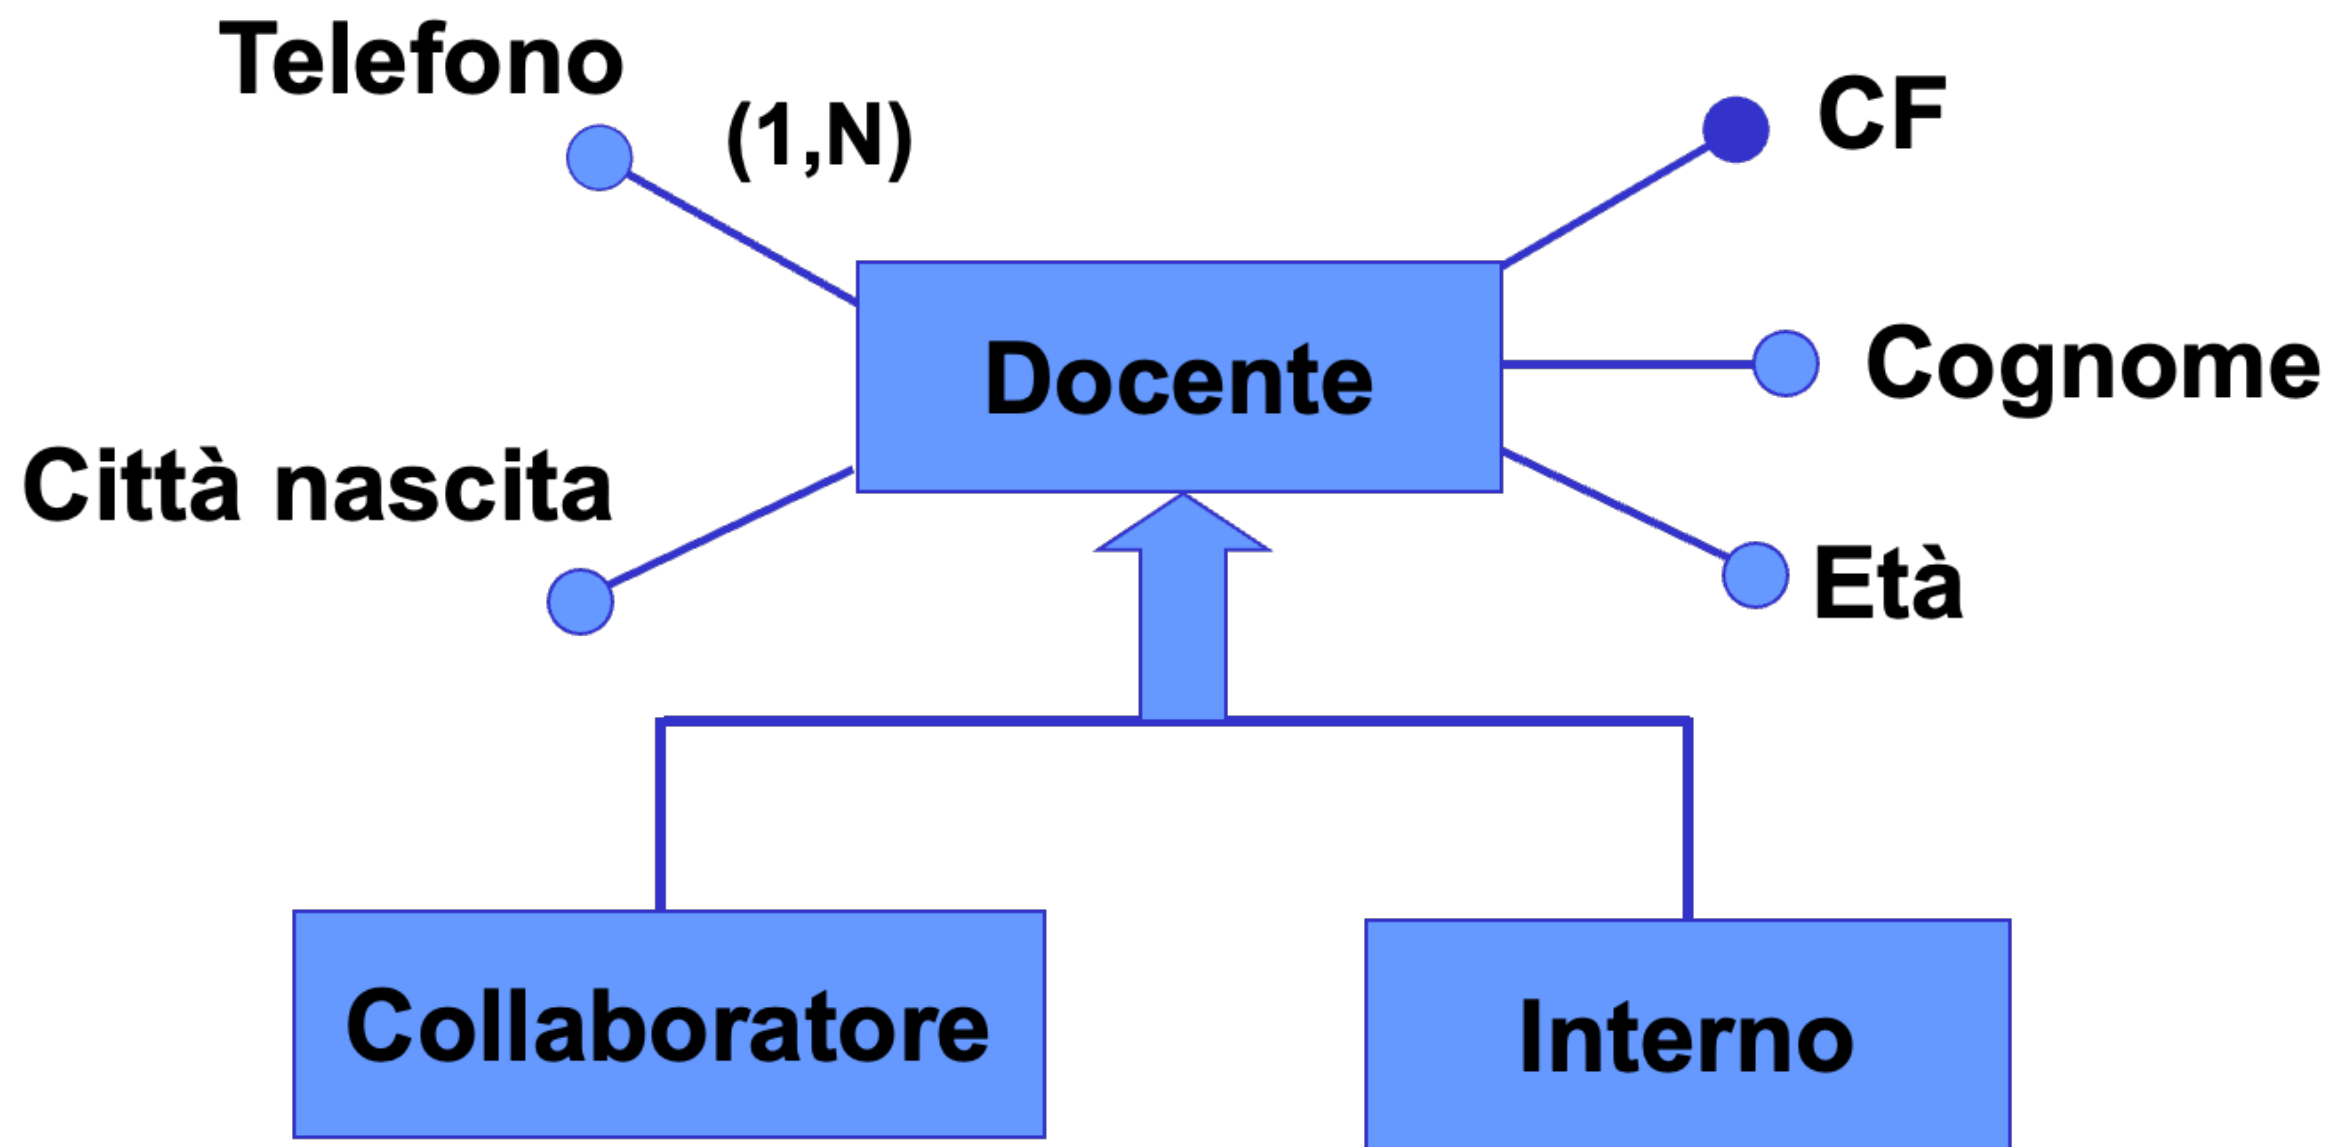 Telefono
(1,N)
CF
Docente
Cognome
Città nascita
Età
Collaboratore
Interno